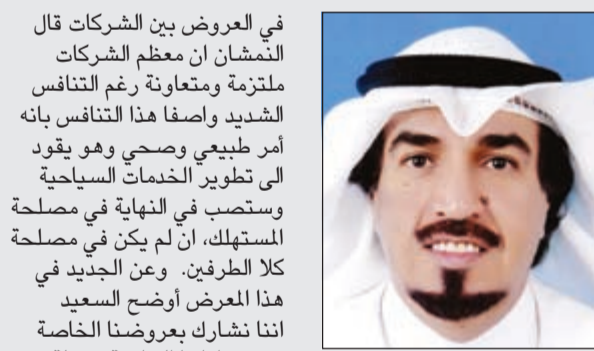 في العروض بين الشركات قال
النمشان ان معظم الشركات
ملتزمة ومتعاونة رغم التنافس
الشديد واصفا هذا التنافس بانه
أمر طبيعي وصحي وهو يقود
الى تطوير الخدمات السياحية
وستصب في النهاية في مصلحة
المستهلك، ان لم يكن في مصلحة
كلا الطرفين. وعن الجديد في
هذا المعرض أوضح السعيد
اننا نشارك بعروضنا الخاصة